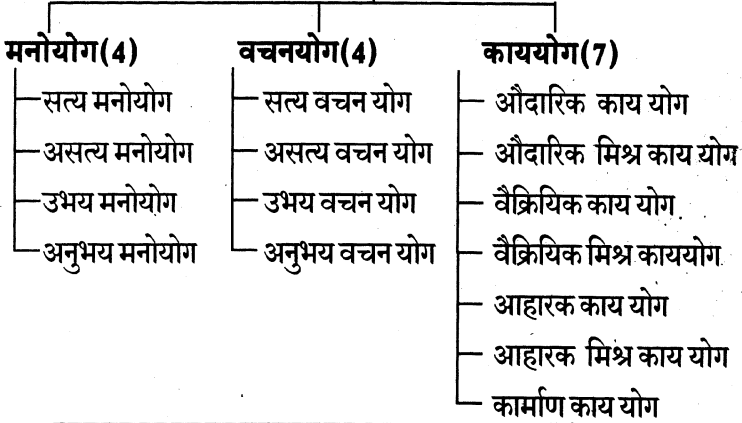 मनोयोग(4)
सत्य मनोयोग
असत्य मनोयोग
उभय मनोयोग
अनुभय मनोयोग
वचनयोग(4)
सत्य वचन योग
असत्य वचन योग
उभय वचन योग
अनुभय वचन योग
काययोग(7)
औदारिक काय योग
औदारिक मिश्र काय योग
वैक्रियिक काय योग
वैक्रियिक मिश्र काययोग
आहारक काय योग
आहारक मिश्र काय योग
कार्माण काय योग